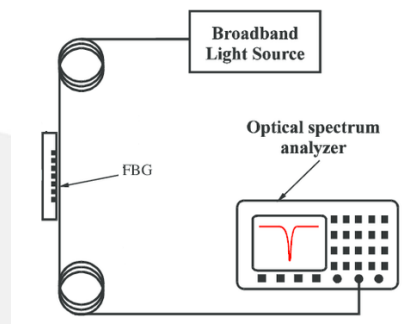 Broadband
Light Source
Optical spectrum
analyzer
FBG